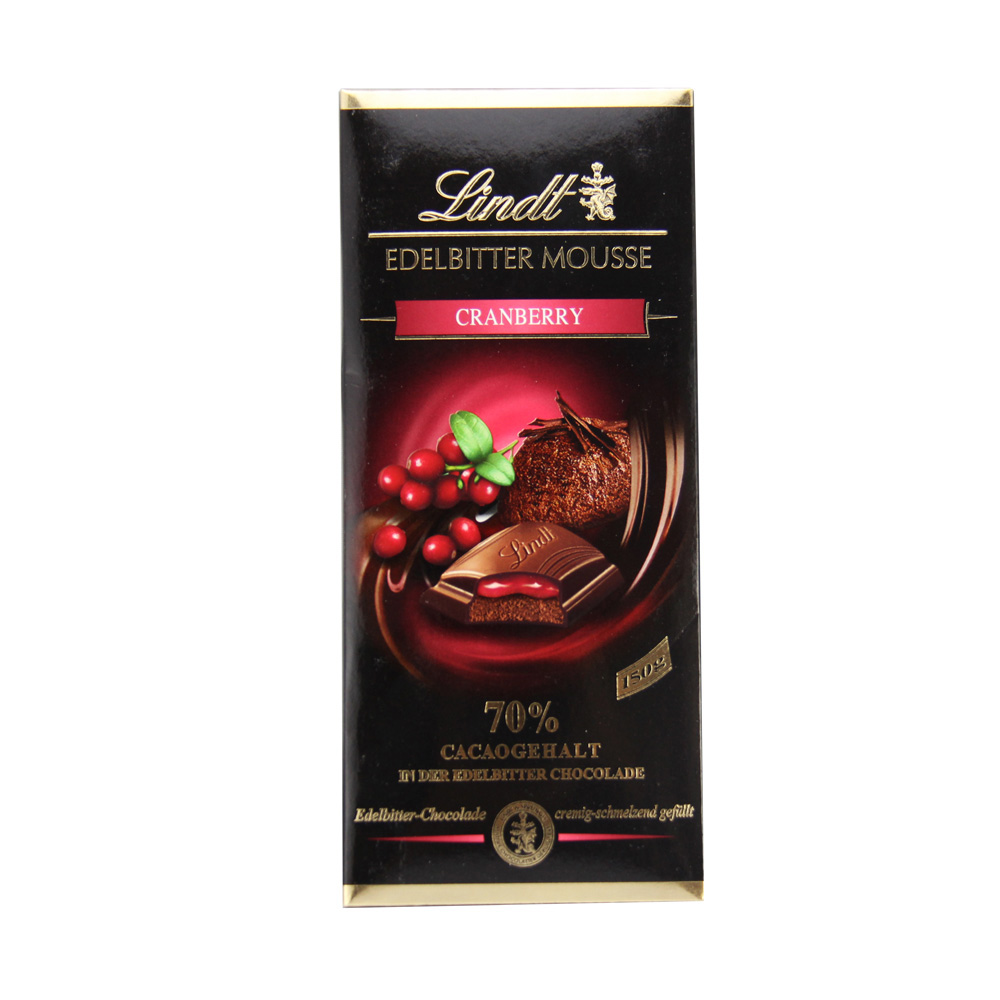 Lindt
EDELBITTER MOUSSE
CRANBERRY
Lindt
150g
70%
CACAOGEHALT
IN DER EDELBITTER CHOCOLADE
Edelbitter-Chocolade cremig-schmelzend gefüllt